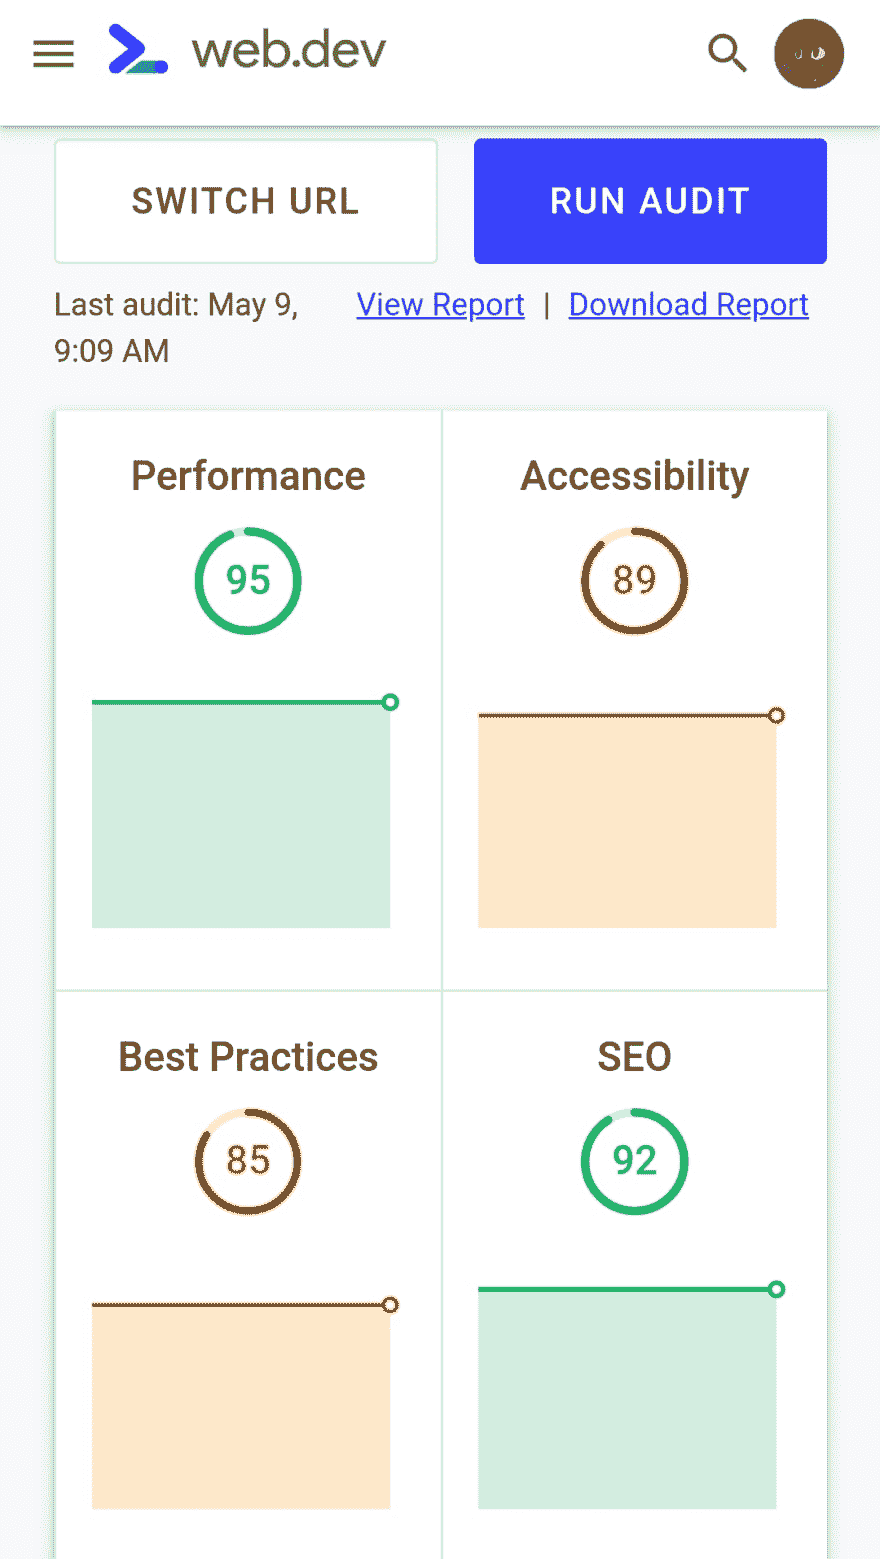 web.dev
SWITCH URL
RUN AUDIT
Last audit: May 9,
9:09 AM
View Report | Download Report
Performance
95
Accessibility
89
Best Practices
85
SEO
92